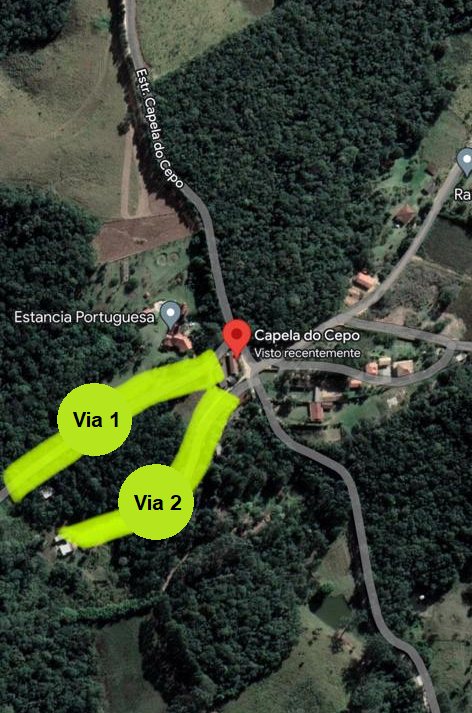 Estr. Capela do Cepo
Ra
Estancia Portuguesa
Capela do Cepo
Visto recentemente
Via 1
Via 2